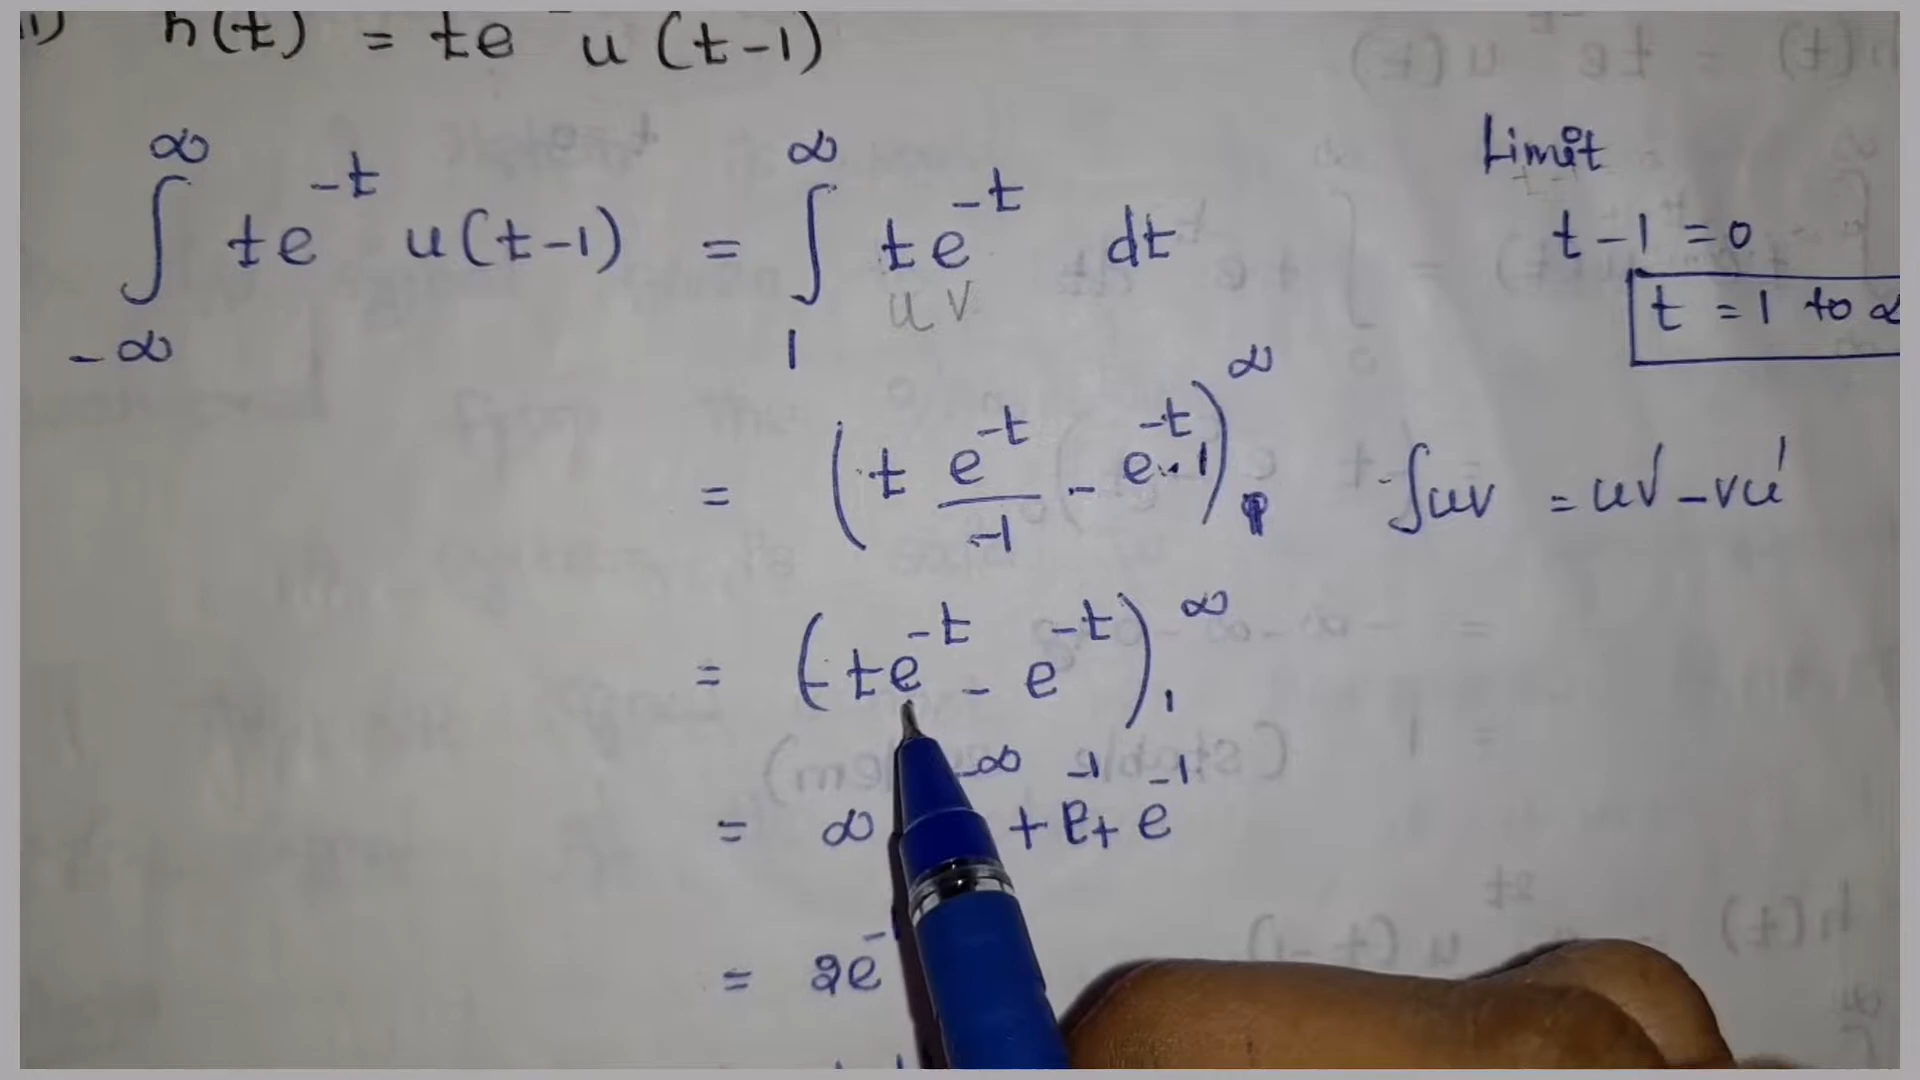 h(t) = te⁻ u(t-1)
∫_{-∞}^{∞} te^{-t} u(t-1) = ∫_{1}^{∞} te^{-t} dt
u v
Limit
t-1=0
t = 1 to ∞
= (t e^{-t}/-1 - e^{-t}·1)_{1}^{∞}
∫uv = uv' - vu'
= (-te^{-t} - e^{-t})_{1}^{∞}
= ∞ -∞ + e^{-1} + e^{-1}
= 2e^{-1}